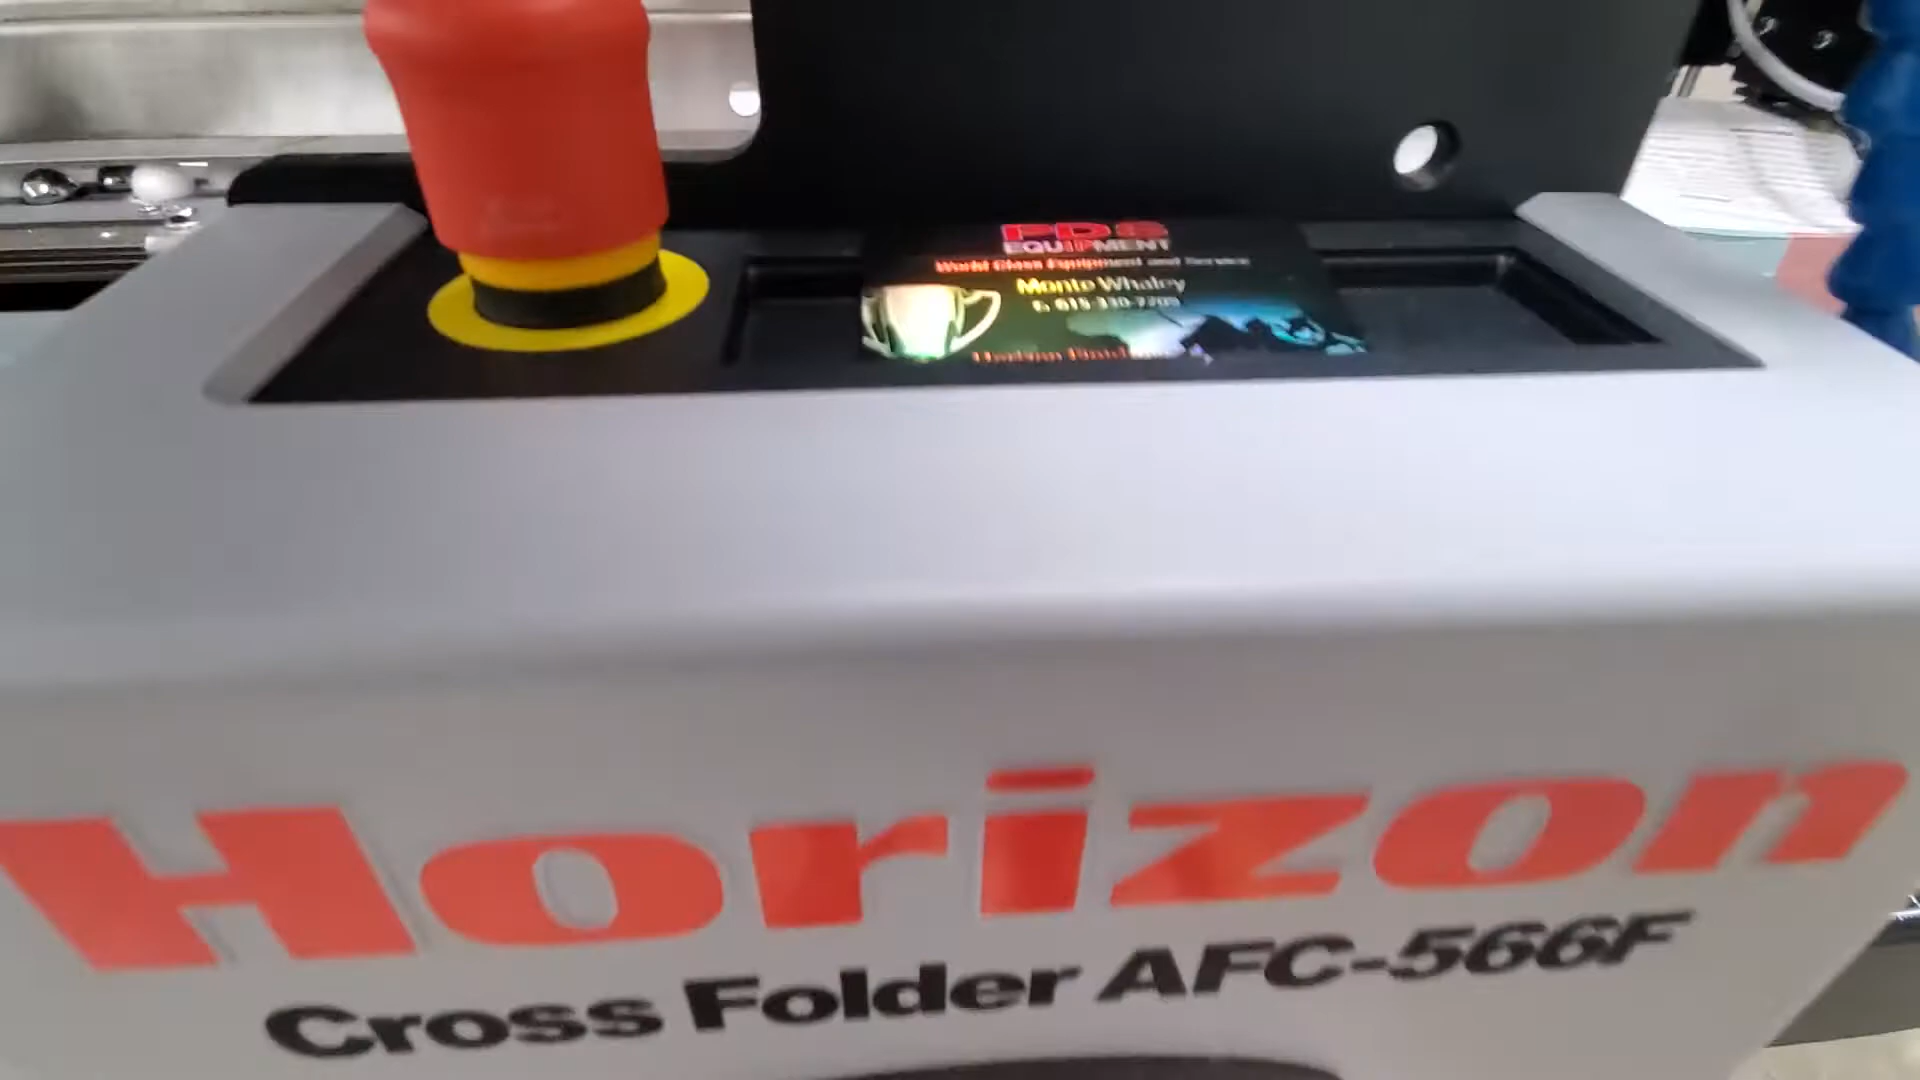 PDS
EQUIPMENT
World Class Equipment and Service
Monte Whaley
Horizon
Cross Folder AFC-566F